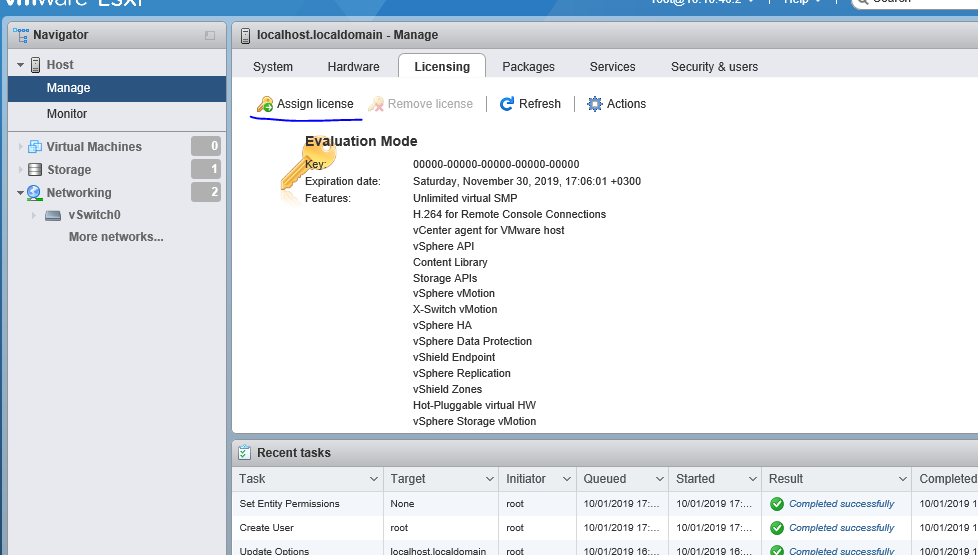 vmware ESXi root@10.10.40.2 Help Search
Navigator
Host
Manage
Monitor
Virtual Machines 0
Storage 1
Networking 2
vSwitch0
More networks...
localhost.localdomain - Manage
System Hardware Licensing Packages Services Security & users
Assign license Remove license Refresh Actions
Evaluation Mode
Key: 00000-00000-00000-00000-00000
Expiration date: Saturday, November 30, 2019, 17:06:01 +0300
Features: Unlimited virtual SMP
H.264 for Remote Console Connections
vCenter agent for VMware host
vSphere API
Content Library
Storage APIs
vSphere vMotion
X-Switch vMotion
vSphere HA
vSphere Data Protection
vShield Endpoint
vSphere Replication
vShield Zones
Hot-Pluggable virtual HW
vSphere Storage vMotion
Recent tasks
Task Target Initiator Queued Started Result Completed
Set Entity Permissions None root 10/01/2019 17:... 10/01/2019 17:... Completed successfully 10/01/2019 1
Create User root root 10/01/2019 17:... 10/01/2019 17:... Completed successfully 10/01/2019 1
Update Options localhost.localdomain root 10/01/2019 16:... 10/01/2019 16:... Completed successfully 10/01/2019 1